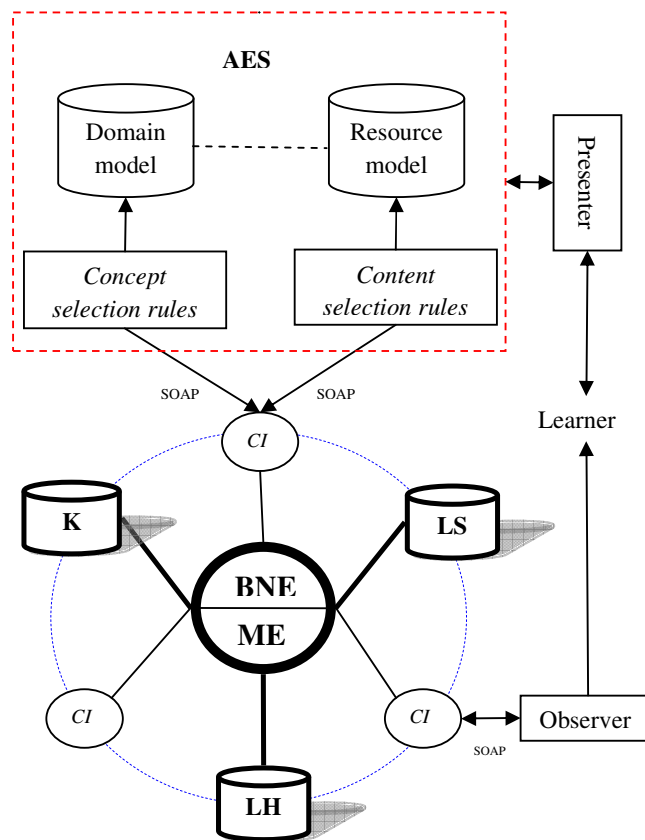 AES
Domain
model
Resource
model
Presenter
Concept
selection rules
Content
selection rules
SOAP
SOAP
CI
Learner
K
LS
BNE
ME
CI
CI
Observer
SOAP
LH